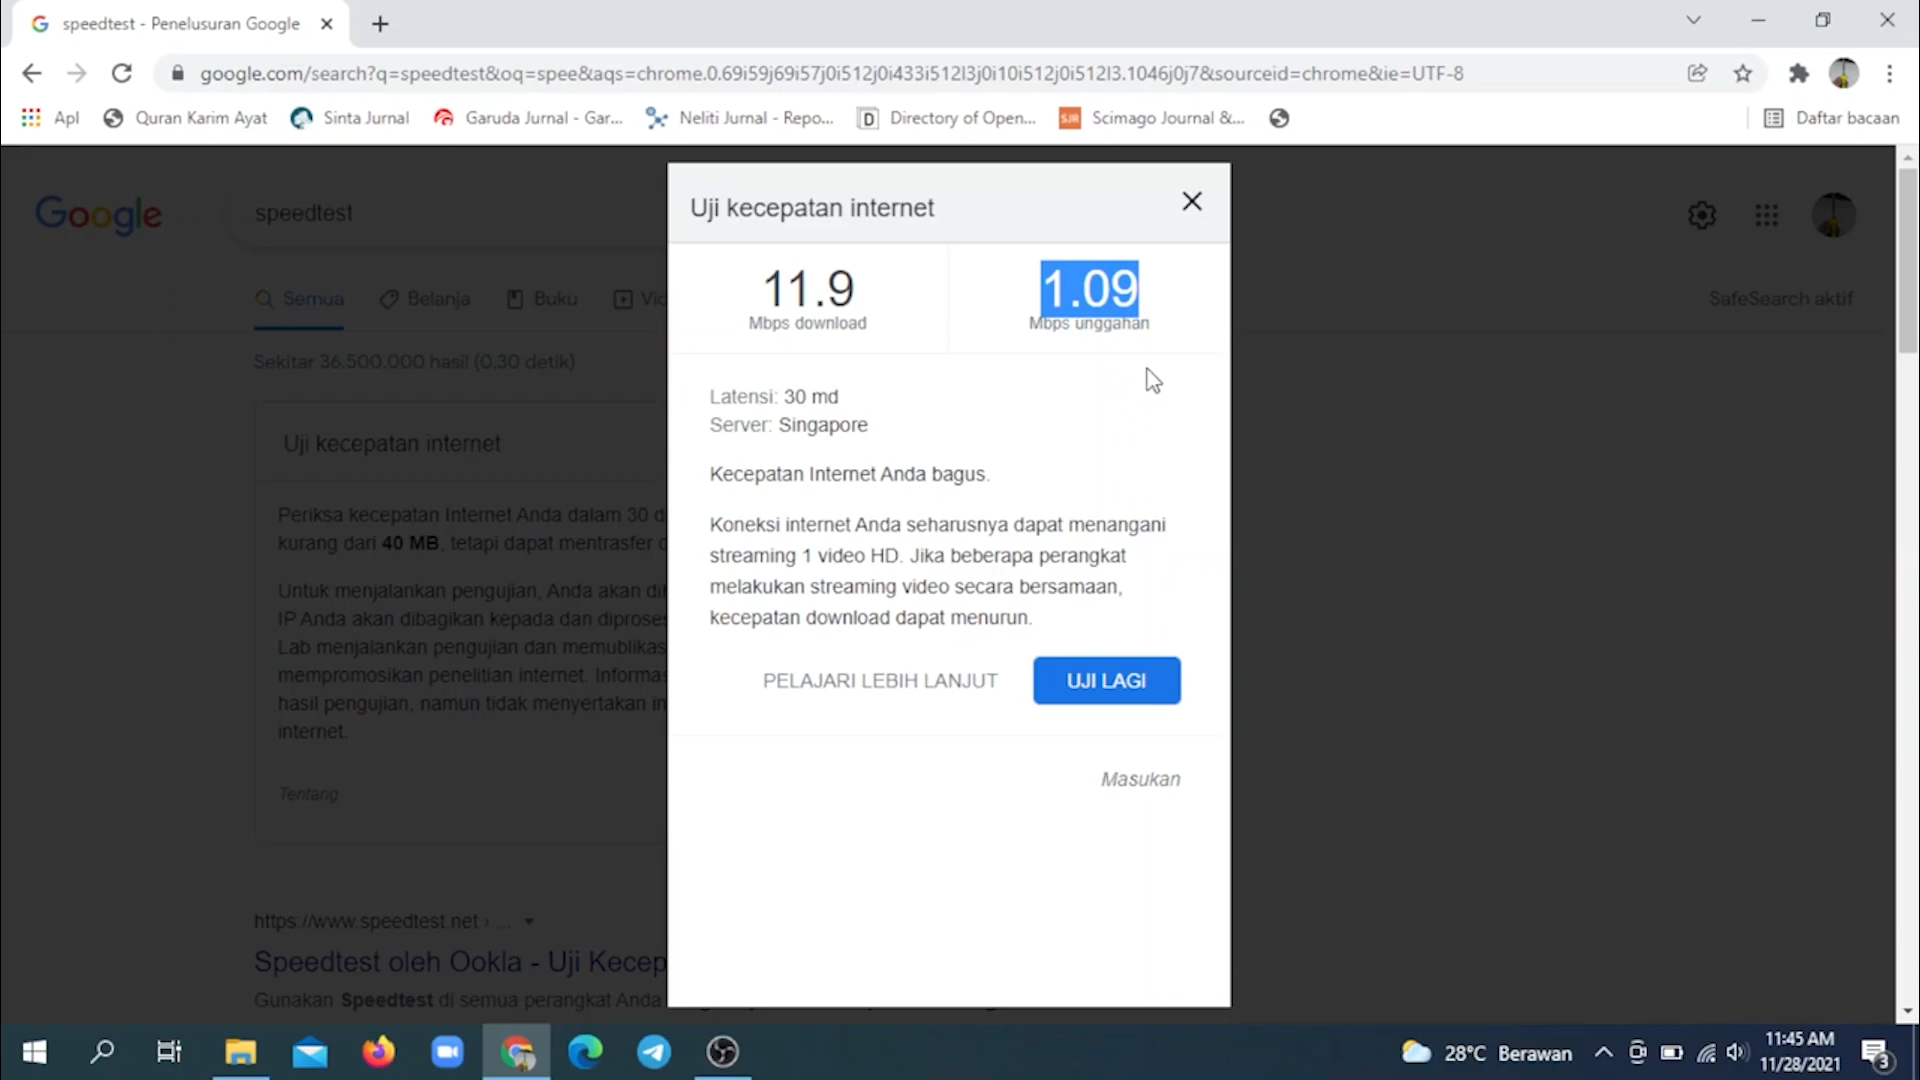 speedtest - Penelusuran Google
google.com/search?q=speedtest&oq=spee&aqs=chrome.0.69i59j69i57j0i512j0i433i512l3j0i10i512j0i512l3.1046j0j7&sourceid=chrome&ie=UTF-8
Apl
Quran Karim Ayat
Sinta Jurnal
Garuda Jurnal - Gar...
Neliti Jurnal - Repo...
D
Directory of Open...
SJR
Scimago Journal &...
Daftar bacaan
Google
speedtest
Semua
Belanja
Buku
Vid
SafeSearch aktif
Sekitar 36.500.000 hasil (0,30 detik)
Uji kecepatan internet
Periksa kecepatan Internet Anda dalam 30 d
kurang dari 40 MB, tetapi dapat mentrasfer
Untuk menjalankan pengujian, Anda akan di
IP Anda akan dibagikan kepada dan diprose
Lab menjalankan pengujian dan memublikas
mempromosikan penelitian internet. Informa
hasil pengujian, namun tidak menyertakan in
internet.
Tentang
https://www.speedtest.net › ...
Speedtest oleh Ookla - Uji Kecep
Gunakan Speedtest di semua perangkat Anda
Uji kecepatan internet
11.9
Mbps download
1.09
Mbps unggahan
Latensi: 30 md
Server: Singapore
Kecepatan Internet Anda bagus.
Koneksi internet Anda seharusnya dapat menangani
streaming 1 video HD. Jika beberapa perangkat
melakukan streaming video secara bersamaan,
kecepatan download dapat menurun.
PELAJARI LEBIH LANJUT
UJI LAGI
Masukan
28°C Berawan
11:45 AM
11/28/2021
3